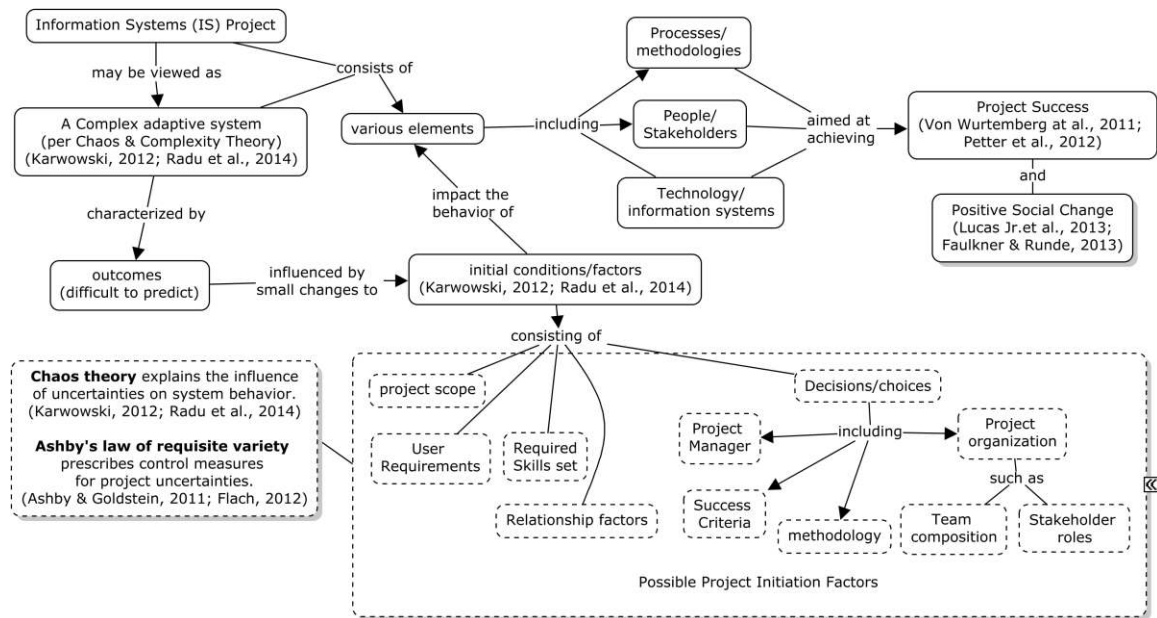 Information Systems (IS) Project
may be viewed as
consists of
A Complex adaptive system
(per Chaos & Complexity Theory)
(Karwowski, 2012; Radu et al., 2014)
various elements
including
Processes/
methodologies
People/
Stakeholders
Technology/
information systems
aimed at
achieving
Project Success
(Von Wurtemberg at al., 2011;
Petter et al., 2012)
and
Positive Social Change
(Lucas Jr.et al., 2013;
Faulkner & Runde, 2013)
characterized by
impact the
behavior of
outcomes
(difficult to predict)
influenced by
small changes to
initial conditions/factors
(Karwowski, 2012; Radu et al., 2014)
consisting of
Chaos theory explains the influence
of uncertainties on system behavior.
(Karwowski, 2012; Radu et al., 2014)
Ashby's law of requisite variety
prescribes control measures
for project uncertainties.
(Ashby & Goldstein, 2011; Flach, 2012)
project scope
User
Requirements
Required
Skills set
Relationship factors
Decisions/choices
including
Project
Manager
Success
Criteria
methodology
Project
organization
such as
Team
composition
Stakeholder
roles
Possible Project Initiation Factors